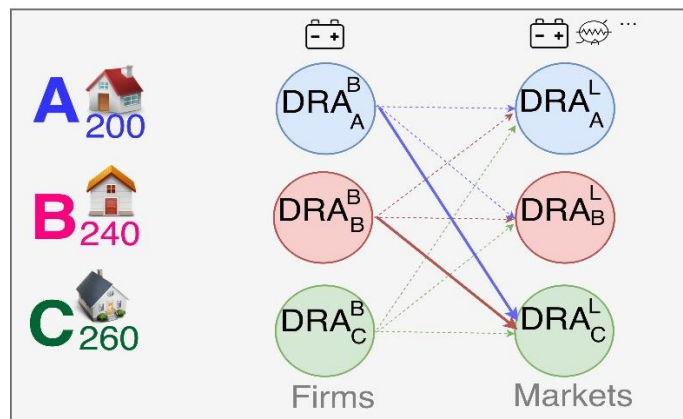 ...
A 200
DRA^B_A
DRA^L_A
B 240
DRA^B_B
DRA^L_B
C 260
DRA^B_C
DRA^L_C
Firms
Markets